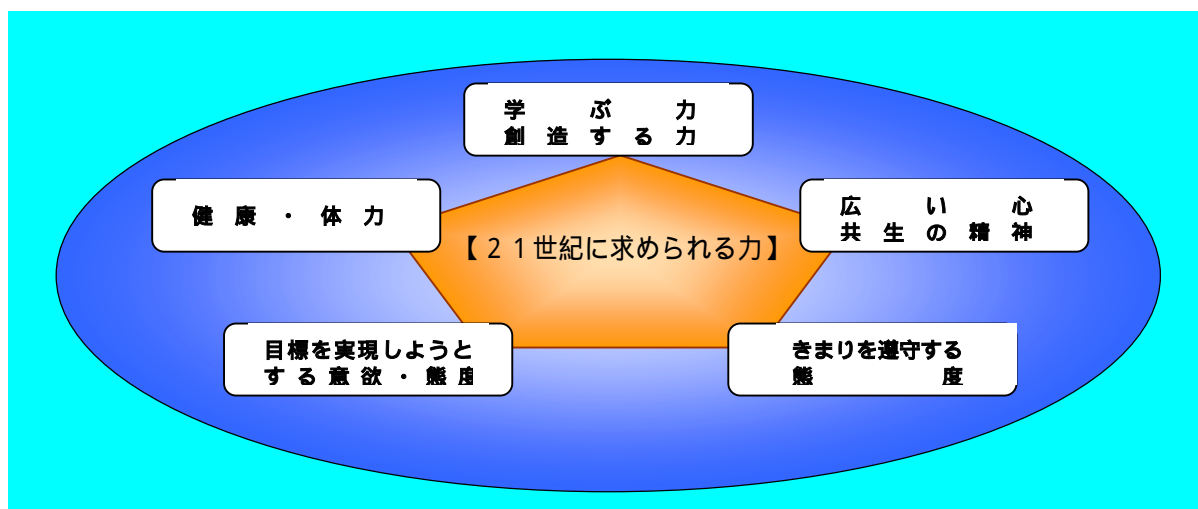 学ぶ力
創造する力
健康・体力
広い心
共生の精神
【２１世紀に求められる力】
目標を実現しようと
する意欲・態度
きまりを遵守する
態度